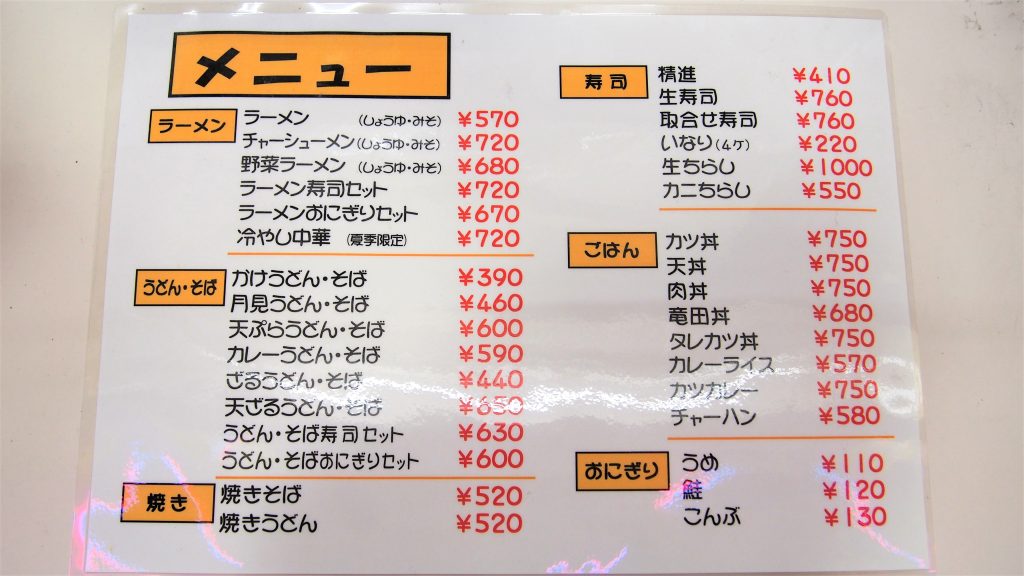 メニュー
ラーメン
ラーメン (しょうゆ・みそ) ¥570
チャーシューメン(しょうゆ・みそ) ¥720
野菜ラーメン (しょうゆ・みそ) ¥680
ラーメン寿司セット ¥720
ラーメンおにぎりセット ¥670
冷やし中華 (夏季限定) ¥720
うどん・そば
かけうどん・そば ¥390
月見うどん・そば ¥460
天ぷらうどん・そば ¥600
カレーうどん・そば ¥590
ざるうどん・そば ¥440
天ざるうどん・そば ¥650
うどん・そば寿司セット ¥630
うどん・そばおにぎりセット ¥600
焼き
焼きそば ¥520
焼きうどん ¥520
寿司
精進 ¥410
生寿司 ¥760
取合せ寿司 ¥760
いなり(4ケ) ¥220
生ちらし ¥1000
カニちらし ¥550
ごはん
カツ丼 ¥750
天丼 ¥750
肉丼 ¥750
竜田丼 ¥680
タレカツ丼 ¥750
カレーライス ¥570
カツカレー ¥750
チャーハン ¥580
おにぎり
うめ ¥110
鮭 ¥120
こんぶ ¥130